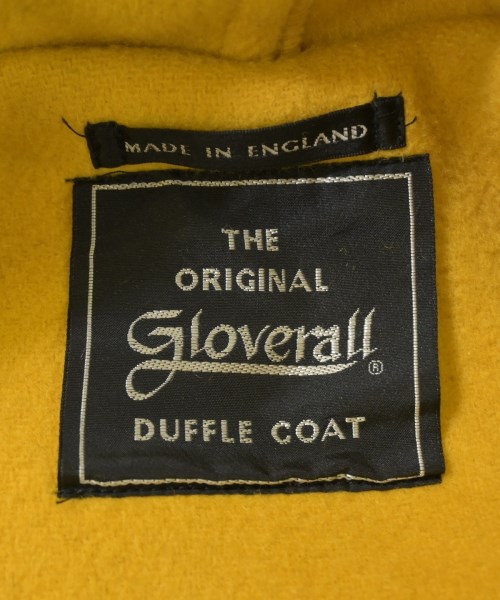 MADE IN ENGLAND
THE
ORIGINAL
Gloverall®
DUFFLE COAT